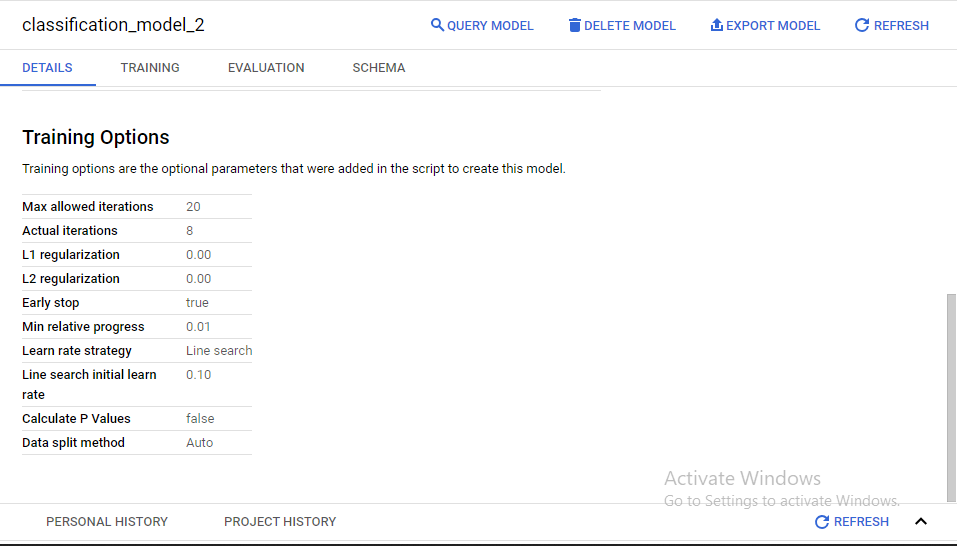 classification_model_2
QUERY MODEL
DELETE MODEL
EXPORT MODEL
REFRESH
DETAILS
TRAINING
EVALUATION
SCHEMA
Training Options
Training options are the optional parameters that were added in the script to create this model.
Max allowed iterations 20
Actual iterations 8
L1 regularization 0.00
L2 regularization 0.00
Early stop true
Min relative progress 0.01
Learn rate strategy Line search
Line search initial learn 0.10
rate
Calculate P Values false
Data split method Auto
Activate Windows
Go to Settings to activate Windows.
PERSONAL HISTORY
PROJECT HISTORY
REFRESH